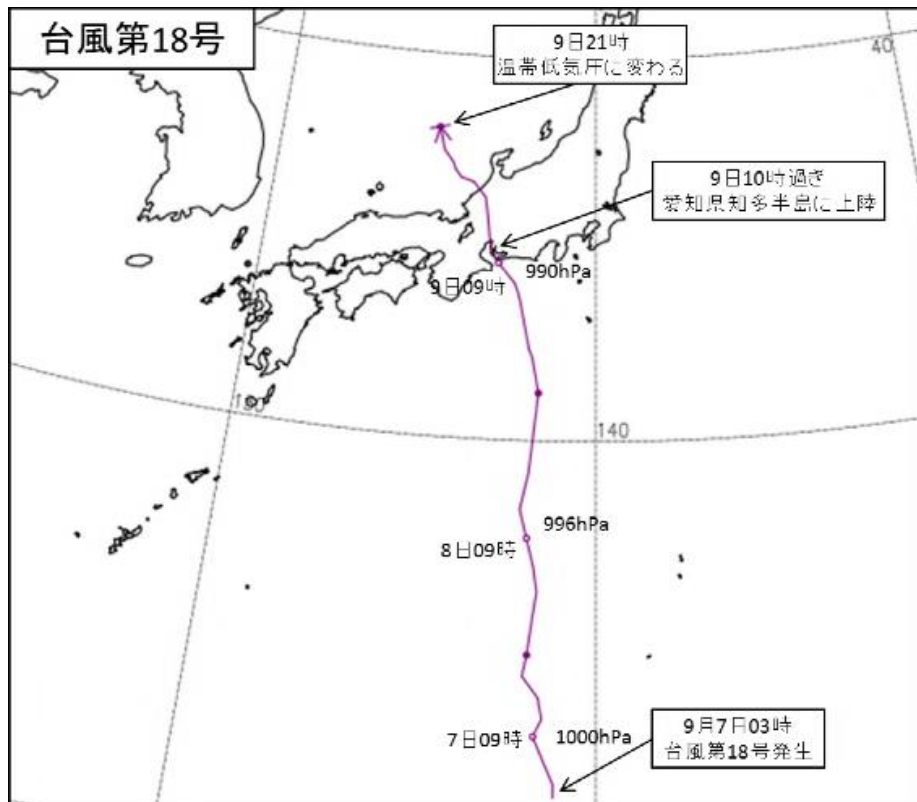 台風第18号
9日21時
温帯低気圧に変わる
40
9日10時過ぎ
愛知県知多半島に上陸
990hPa
9日09時
130
140
996hPa
8日09時
7日09時
1000hPa
9月7日03時
台風第18号発生